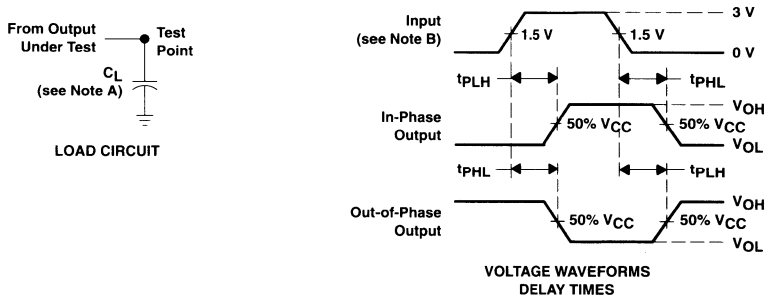 From Output
Under Test
Test
Point
CL
(see Note A)
LOAD CIRCUIT
Input
(see Note B)
1.5 V
1.5 V
3 V
0 V
tPLH
tPHL
In-Phase
Output
50% VCC
50% VCC
VOH
VOL
tPHL
tPLH
Out-of-Phase
Output
50% VCC
50% VCC
VOH
VOL
VOLTAGE WAVEFORMS
DELAY TIMES